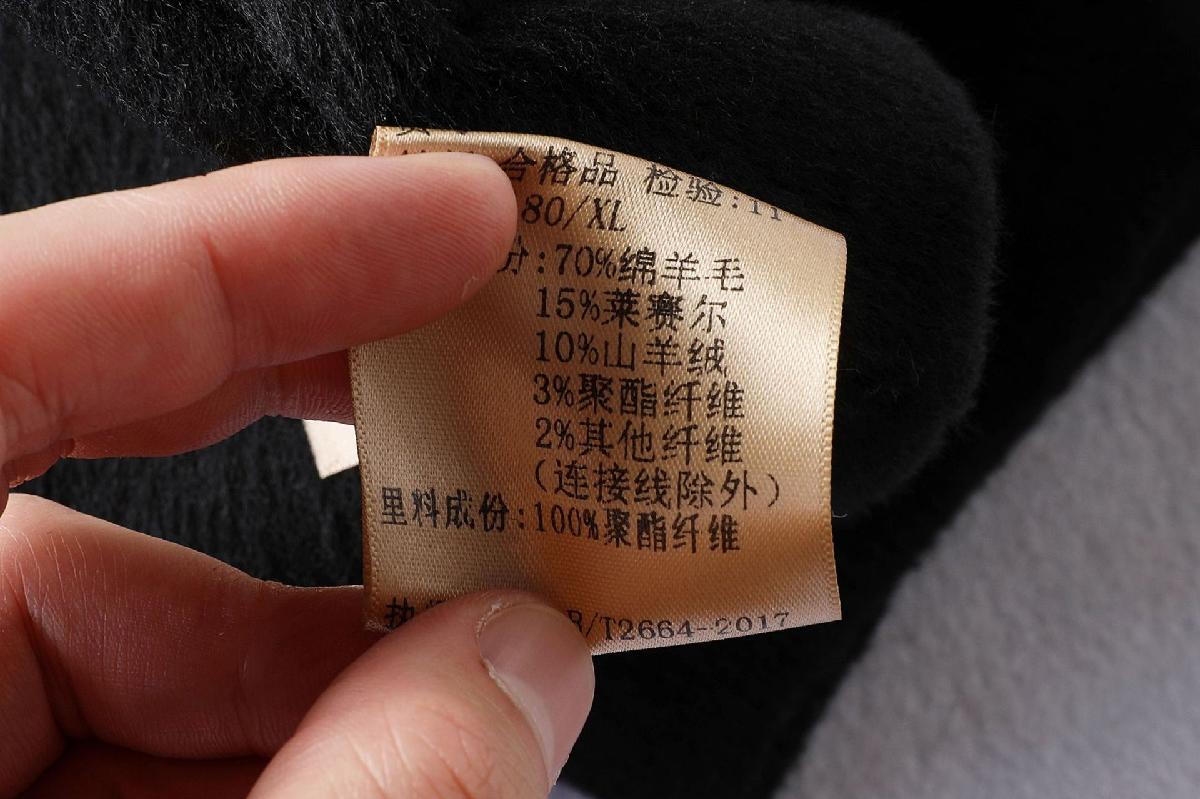 合格品 检验:11
80/XL
分:70%绵羊毛
15%莱赛尔
10%山羊绒
3%聚酯纤维
2%其他纤维
(连接线除外)
里料成份:100%聚酯纤维
执 /T2664-2017